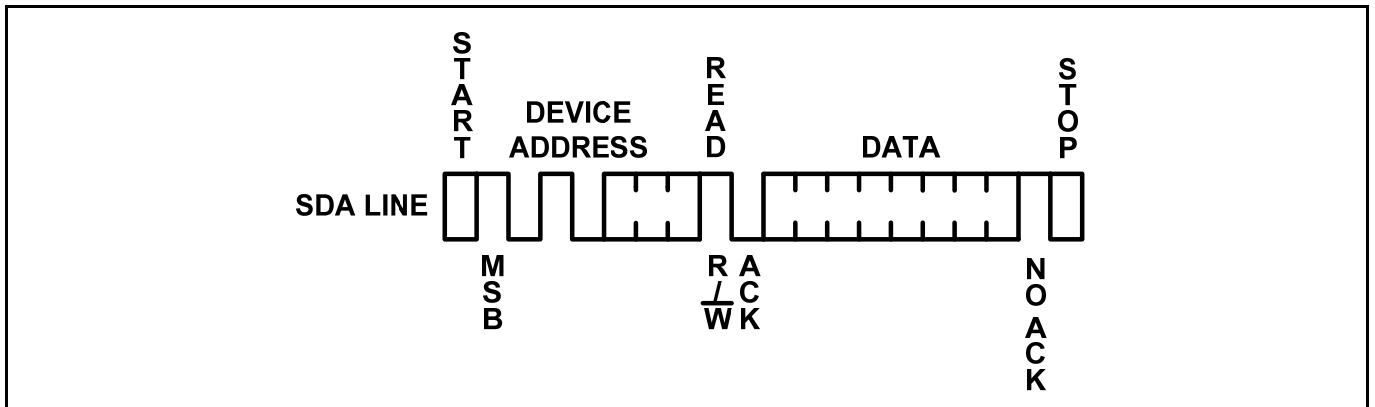 START
DEVICE
ADDRESS
READ
DATA
STOP
SDA LINE
MSB
R/W
ACK
NO ACK